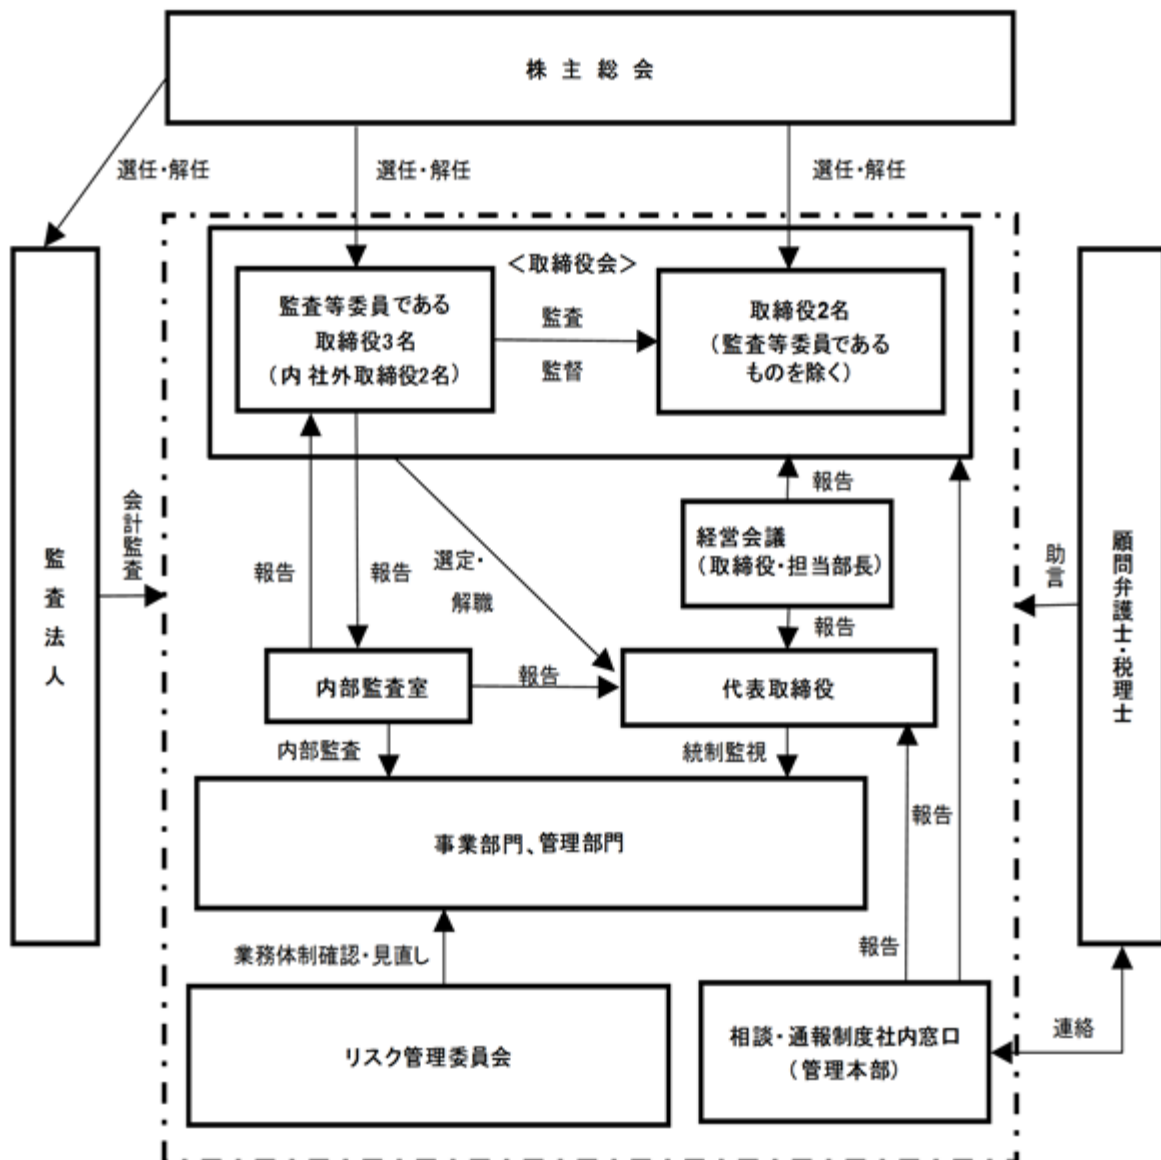 株主総会
選任・解任
選任・解任
選任・解任
＜取締役会＞
監査等委員である
取締役3名
（内 社外取締役2名）
監査
監督
取締役2名
（監査等委員である
ものを除く）
監査法人
会計監査
報告
報告
選定・
解職
報告
経営会議
（取締役・担当部長）
報告
助言
顧問弁護士・税理士
内部監査室
報告
代表取締役
内部監査
統制監視
事業部門、管理部門
報告
報告
業務体制確認・見直し
リスク管理委員会
相談・通報制度社内窓口
（管理本部）
連絡